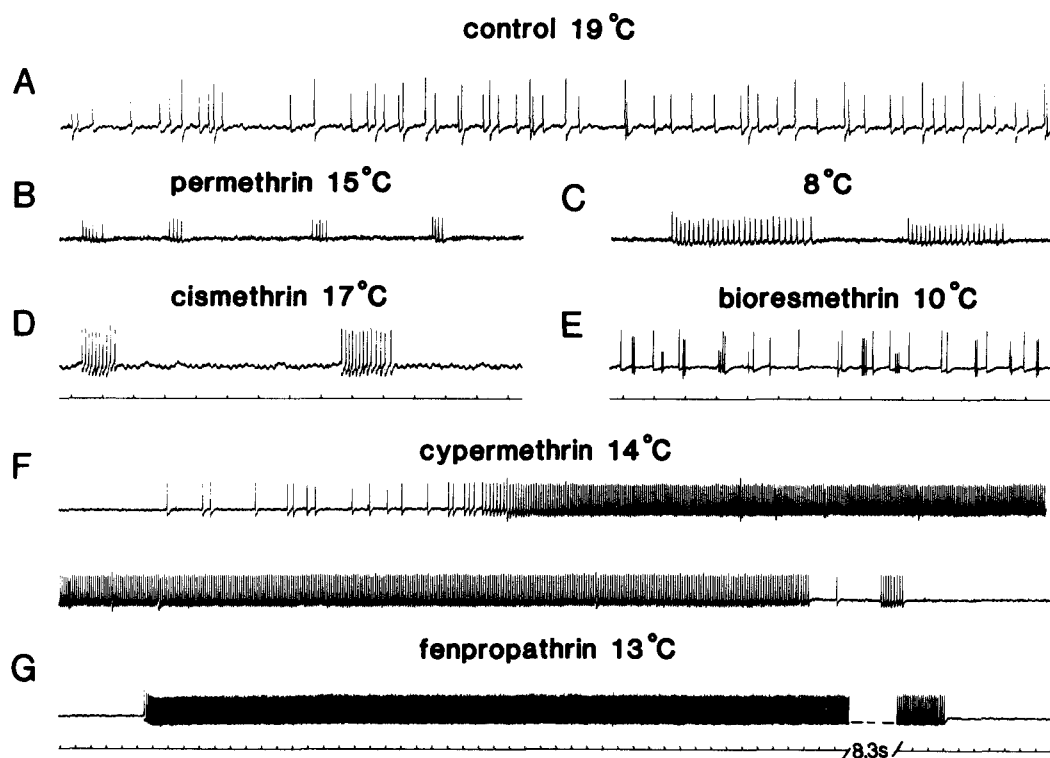 control 19 °C
A
permethrin 15°C
B
8°C
C
cismethrin 17°C
D
bioresmethrin 10°C
E
cypermethrin 14°C
F
fenpropathrin 13°C
G
8.3s